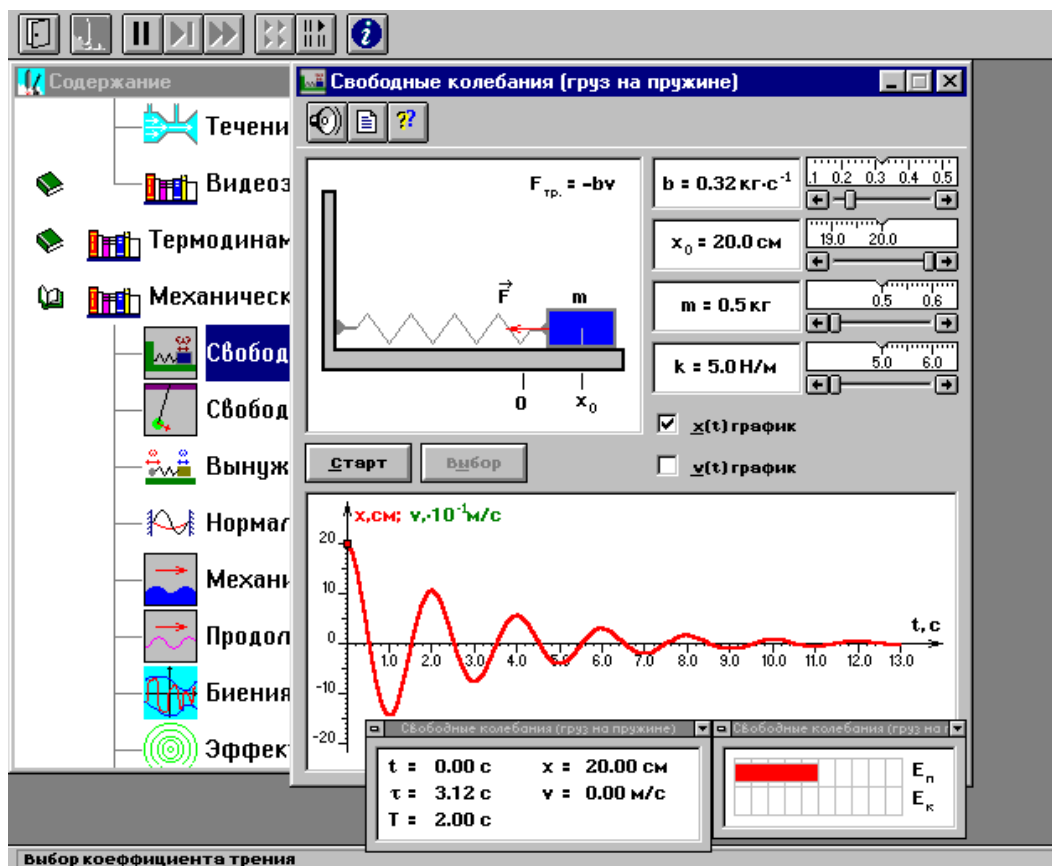 Содержание
Течени
Видеоз
Термодинам
Механическ
Свобод
Свобод
Вынуж
Нормал
Механи
Продол
Биения
Эффек
Свободные колебания (груз на пружине)
Fтр. = -bv
F
m
0
x₀
b = 0.32 кг·с⁻¹
.1 0.2 0.3 0.4 0.5
x₀ = 20.0 см
19.0 20.0
m = 0.5 кг
0.5 0.6
k = 5.0 Н/м
5.0 6.0
x(t) график
v(t) график
Старт
Выбор
x,см; v,·10⁻¹м/с
20
10
0
-10
-20
1.0 2.0 3.0 4.0 5.0 6.0 7.0 8.0 9.0 10.0 11.0 12.0 13.0
t, с
Свободные колебания (груз на пружине)
t = 0.00 с x = 20.00 см
τ = 3.12 с v = 0.00 м/с
T = 2.00 с
Свободные колебания (груз на г
Eп
Eк
Выбор коеффициента трения